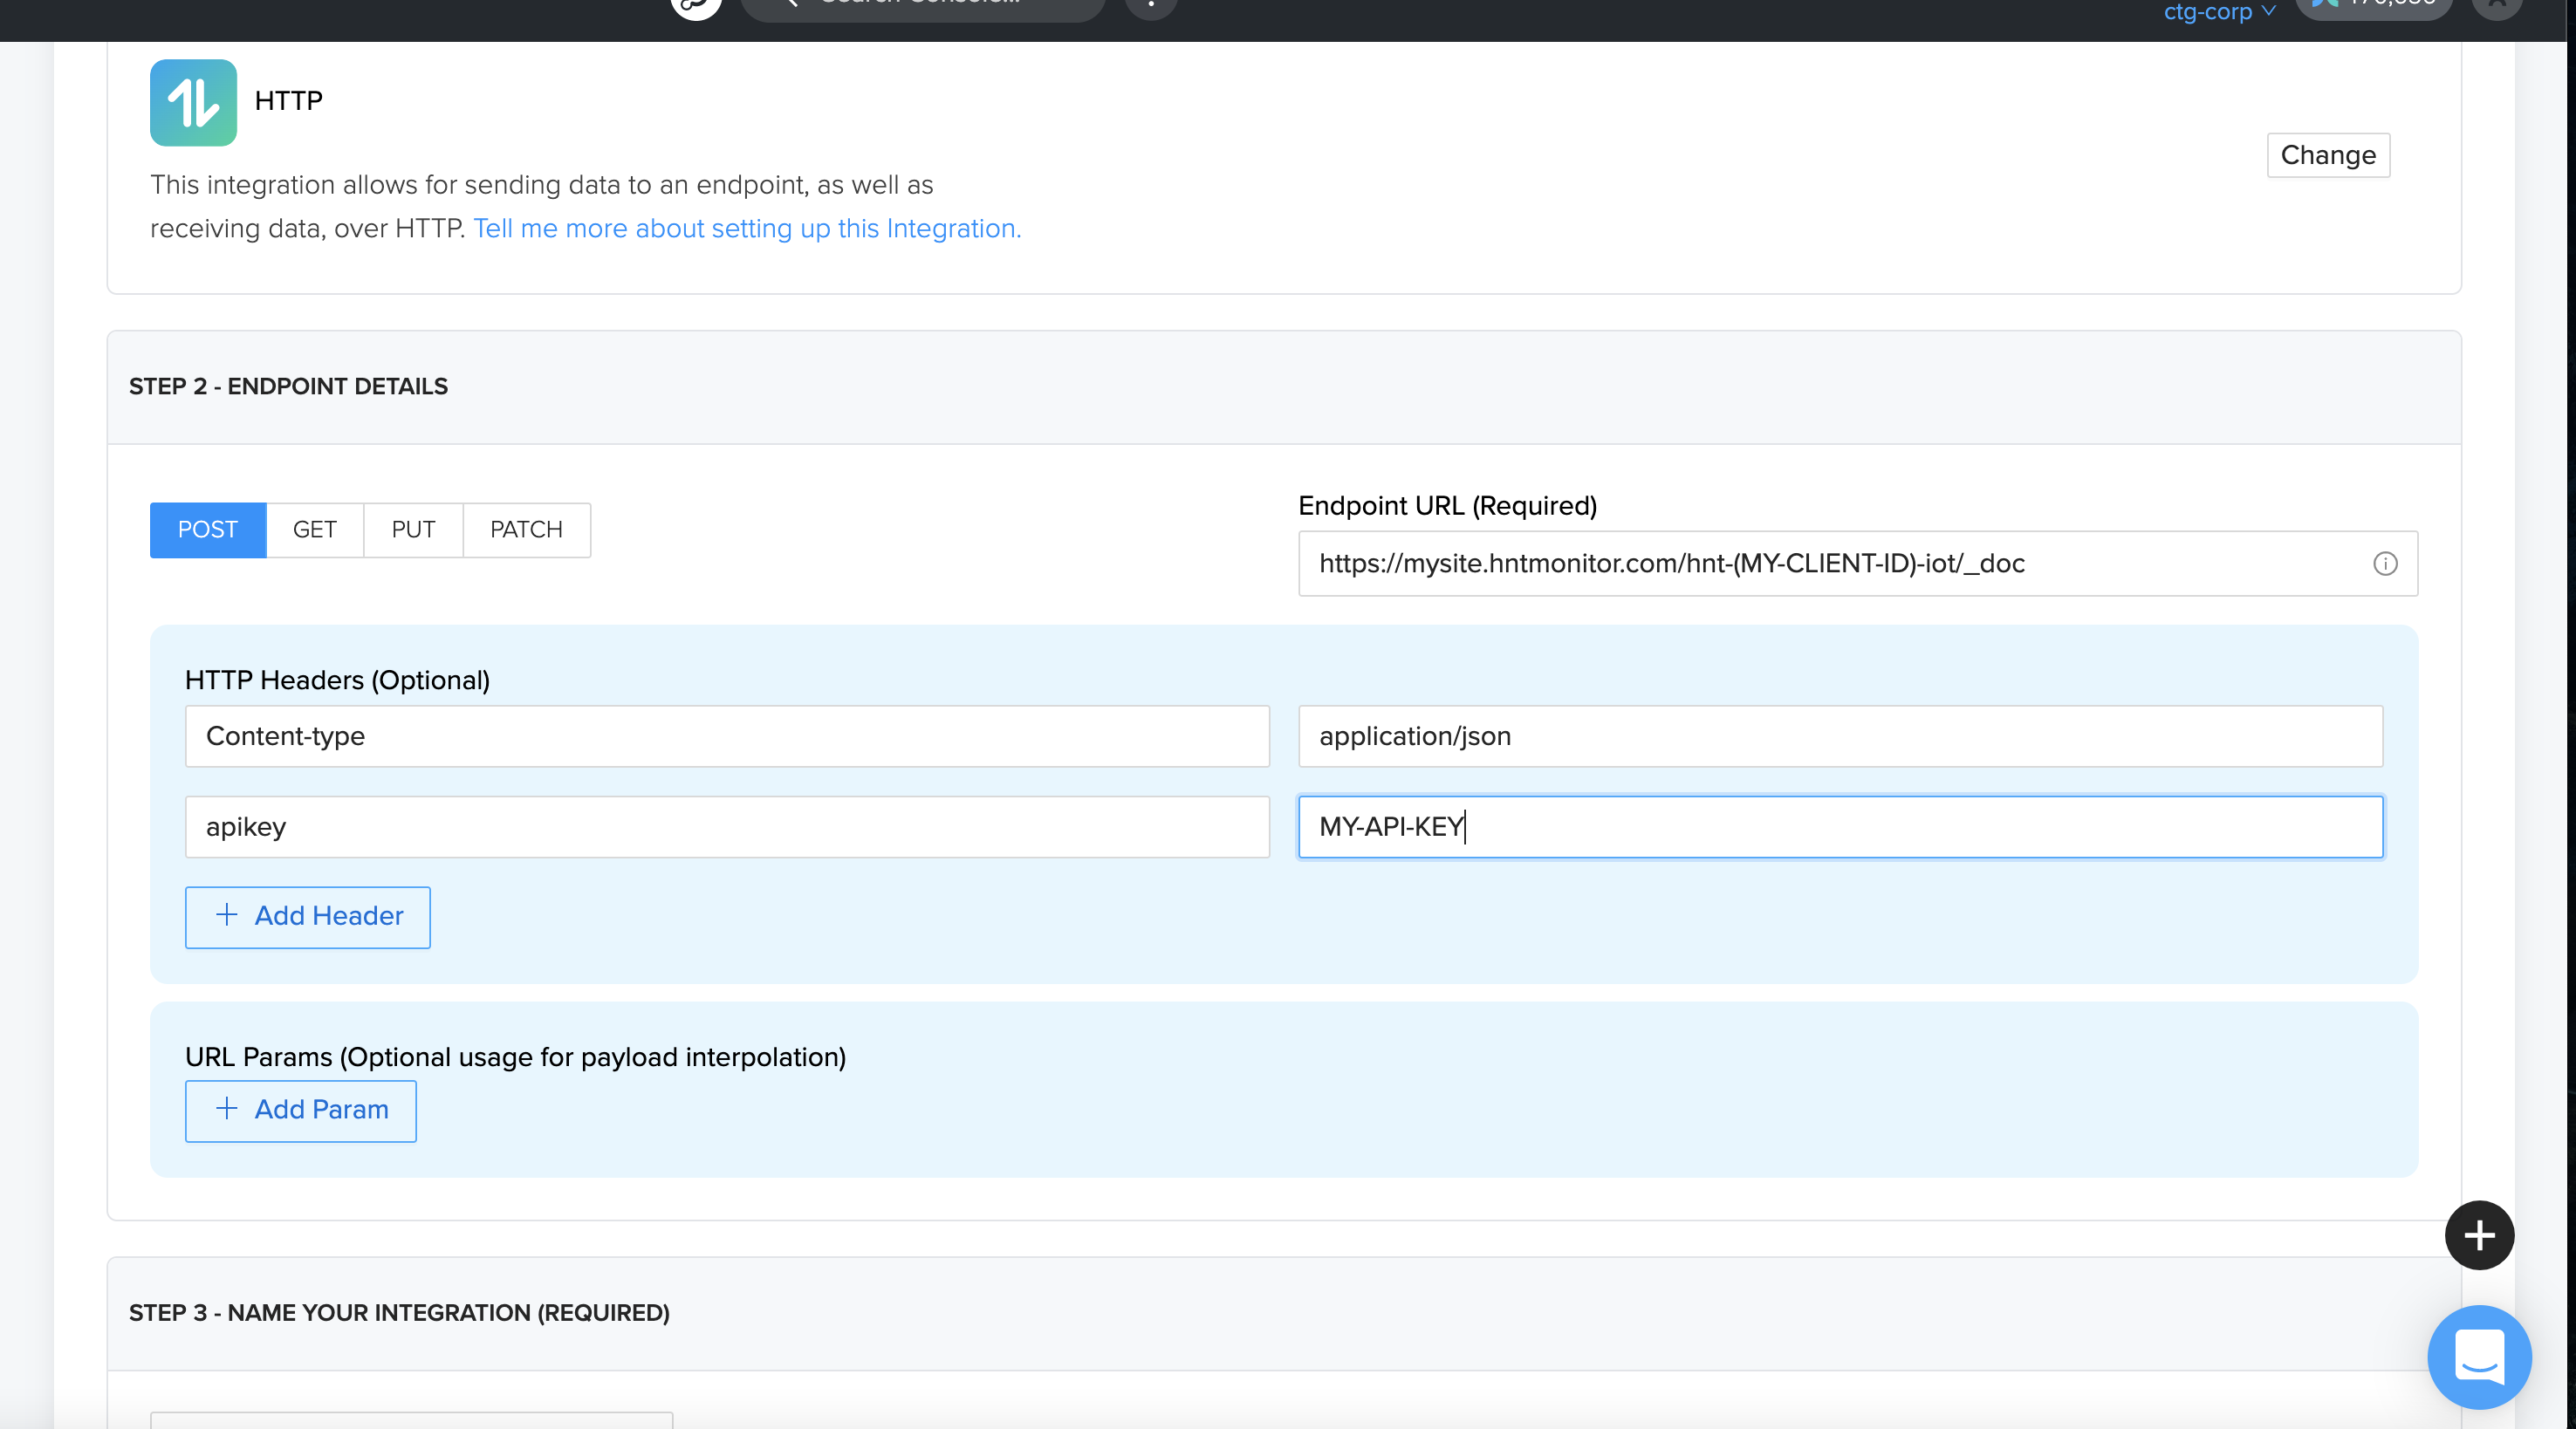 ctg-corp
HTTP
Change
This integration allows for sending data to an endpoint, as well as
receiving data, over HTTP. Tell me more about setting up this Integration.
STEP 2 - ENDPOINT DETAILS
POST GET PUT PATCH
Endpoint URL (Required)
https://mysite.hntmonitor.com/hnt-(MY-CLIENT-ID)-iot/_doc
HTTP Headers (Optional)
Content-type application/json
apikey MY-API-KEY
+ Add Header
URL Params (Optional usage for payload interpolation)
+ Add Param
STEP 3 - NAME YOUR INTEGRATION (REQUIRED)